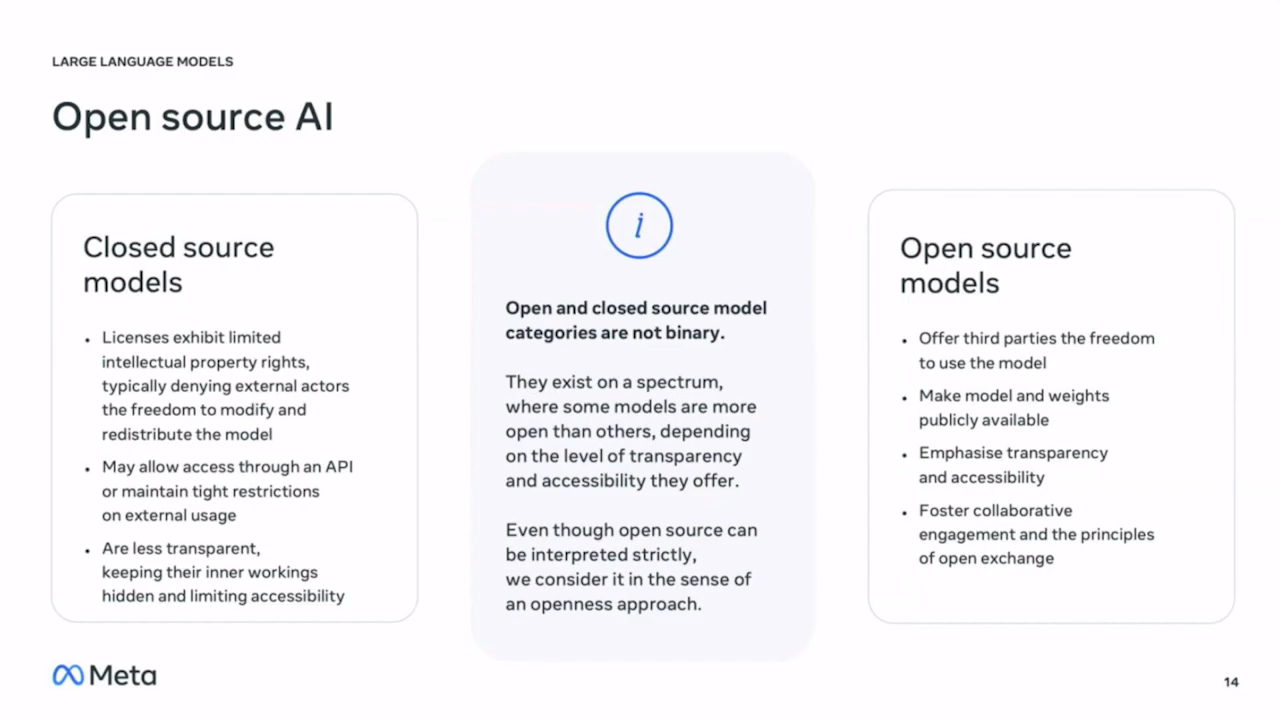 LARGE LANGUAGE MODELS
Open source AI
Closed source
models
• Licenses exhibit limited
intellectual property rights,
typically denying external actors
the freedom to modify and
redistribute the model
• May allow access through an API
or maintain tight restrictions
on external usage
• Are less transparent,
keeping their inner workings
hidden and limiting accessibility
i
Open and closed source model
categories are not binary.
They exist on a spectrum,
where some models are more
open than others, depending
on the level of transparency
and accessibility they offer.
Even though open source can
be interpreted strictly,
we consider it in the sense of
an openness approach.
Open source
models
• Offer third parties the freedom
to use the model
• Make model and weights
publicly available
• Emphasise transparency
and accessibility
• Foster collaborative
engagement and the principles
of open exchange
Meta
14